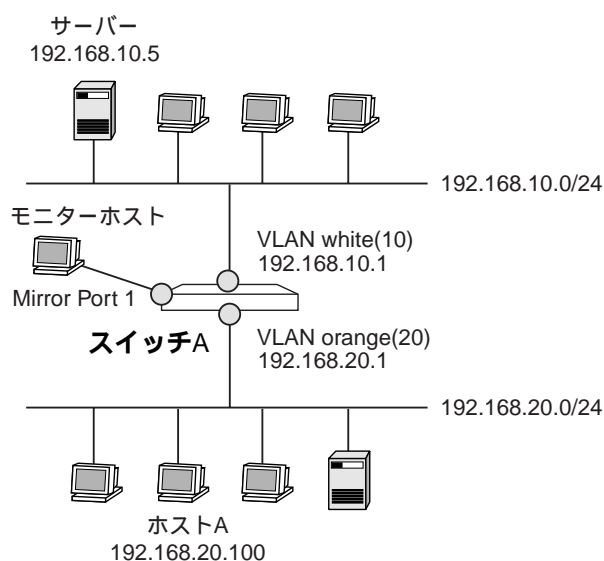 サーバー
192.168.10.5
192.168.10.0/24
モニターホスト
VLAN white(10)
192.168.10.1
Mirror Port 1
スイッチA
VLAN orange(20)
192.168.20.1
192.168.20.0/24
ホストA
192.168.20.100